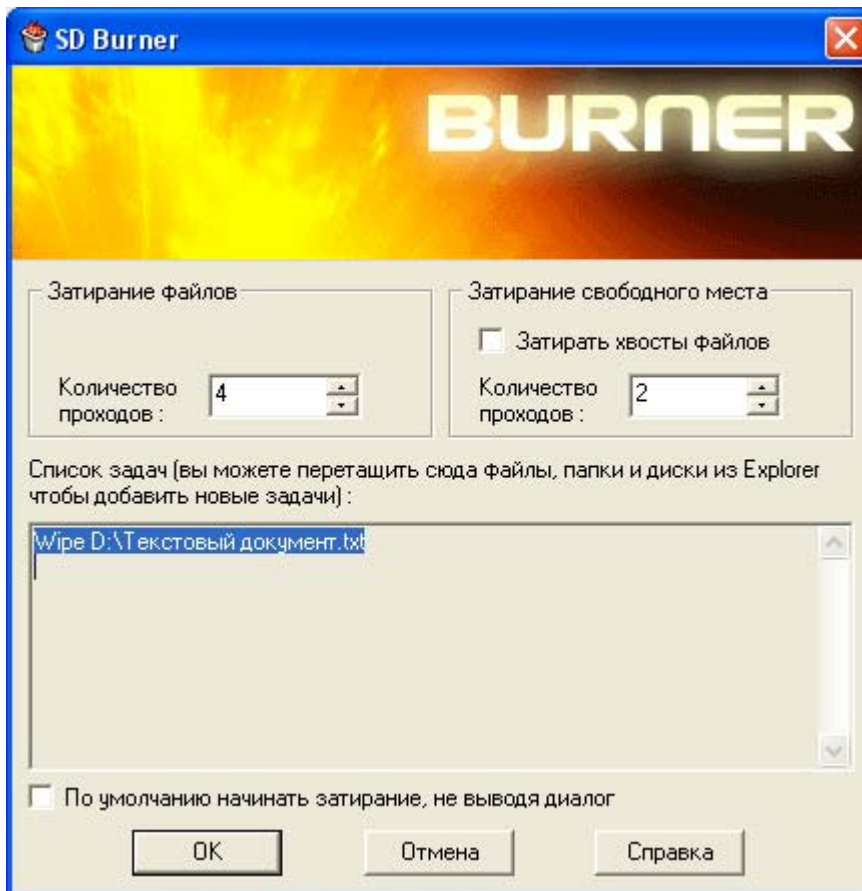 SD Burner
BURNER
Затирание файлов
Количество
проходов :
4
Затирание свободного места
Затирать хвосты файлов
Количество
проходов :
2
Список задач (вы можете перетащить сюда файлы, папки и диски из Explorer
чтобы добавить новые задачи) :
Wipe D:\Текстовый документ.txt
По умолчанию начинать затирание, не выводя диалог
OK
Отмена
Справка